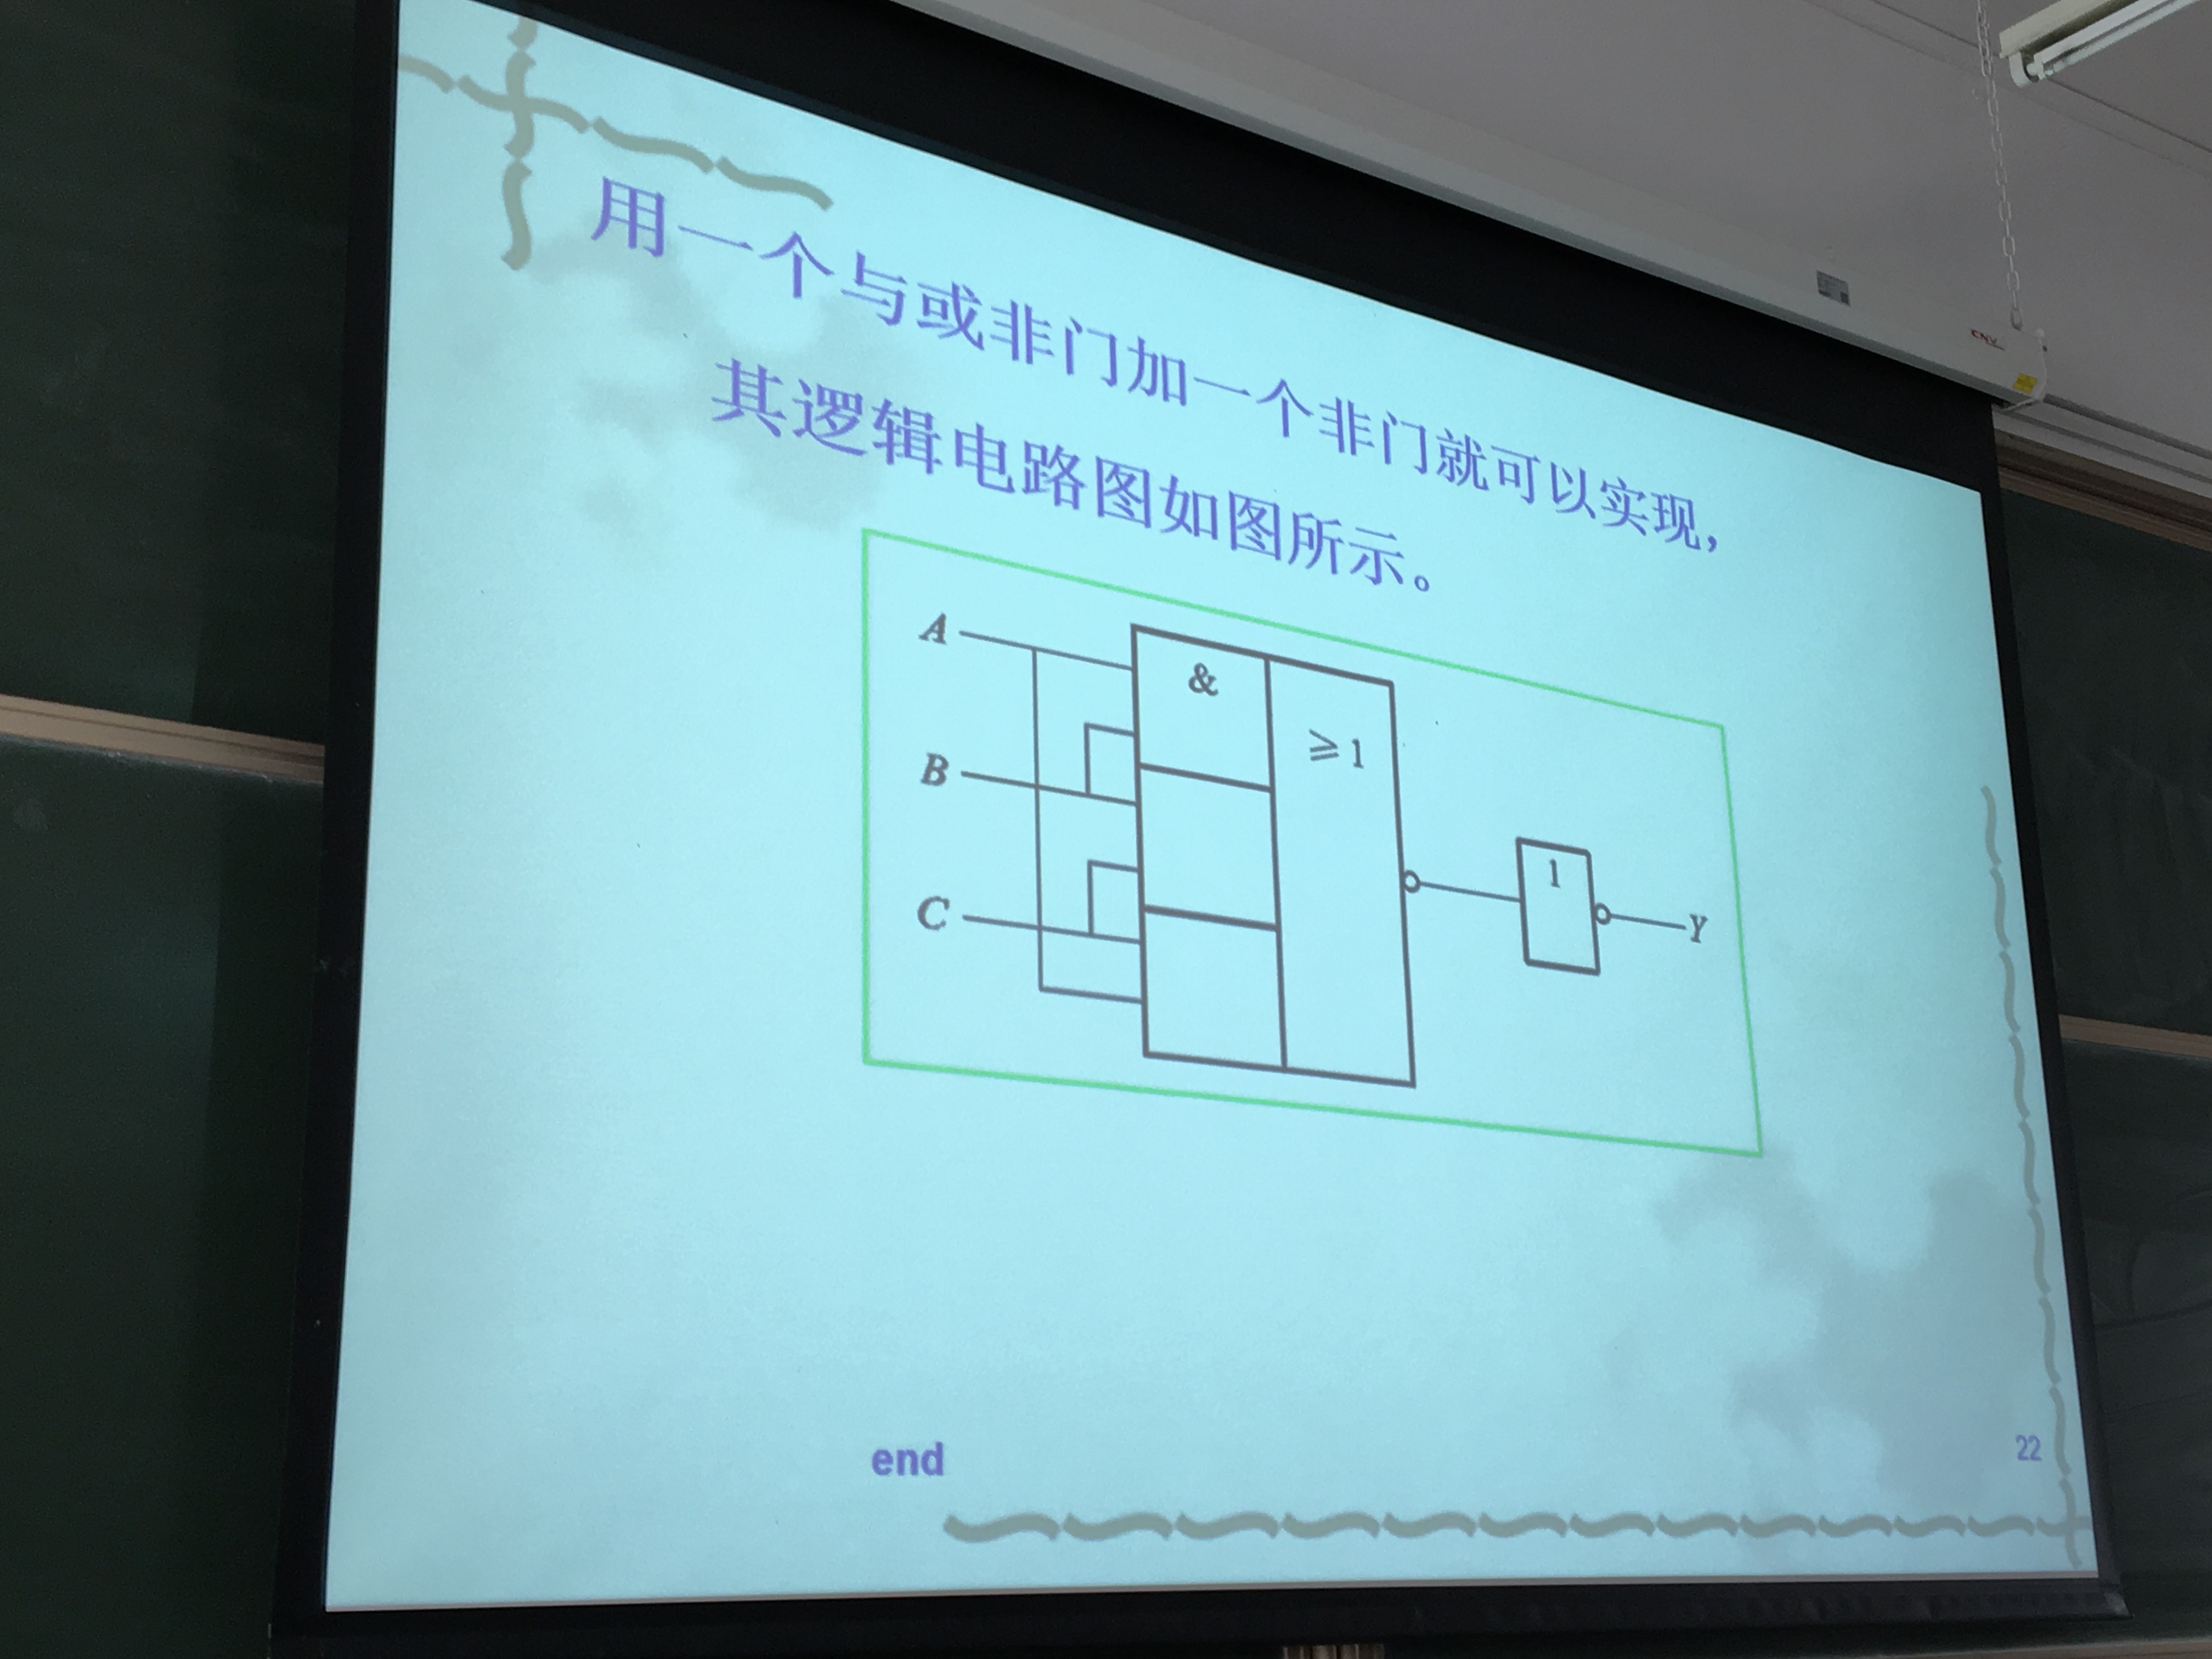 用一个与或非门加一个非门就可以实现，
其逻辑电路图如图所示。
A
&
≥1
B
1
C
Y
end
22
CNV